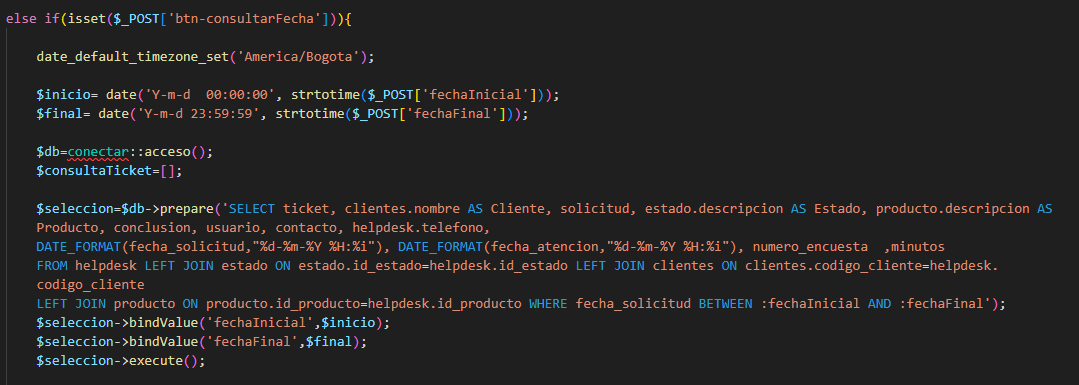 else if(isset($_POST['btn-consultarFecha'])){
date_default_timezone_set('America/Bogota');
$inicio= date('Y-m-d  00:00:00', strtotime($_POST['fechaInicial']));
$final= date('Y-m-d 23:59:59', strtotime($_POST['fechaFinal']));
$db=conectar::acceso();
$consultaTicket=[];
$seleccion=$db->prepare('SELECT ticket, clientes.nombre AS Cliente, solicitud, estado.descripcion AS Estado, producto.descripcion AS
Producto, conclusion, usuario, contacto, helpdesk.telefono,
DATE_FORMAT(fecha_solicitud,"%d-%m-%Y %H:%i"), DATE_FORMAT(fecha_atencion,"%d-%m-%Y %H:%i"), numero_encuesta  ,minutos
FROM helpdesk LEFT JOIN estado ON estado.id_estado=helpdesk.id_estado LEFT JOIN clientes ON clientes.codigo_cliente=helpdesk.
codigo_cliente
LEFT JOIN producto ON producto.id_producto=helpdesk.id_producto WHERE fecha_solicitud BETWEEN :fechaInicial AND :fechaFinal');
$seleccion->bindValue('fechaInicial',$inicio);
$seleccion->bindValue('fechaFinal',$final);
$seleccion->execute();